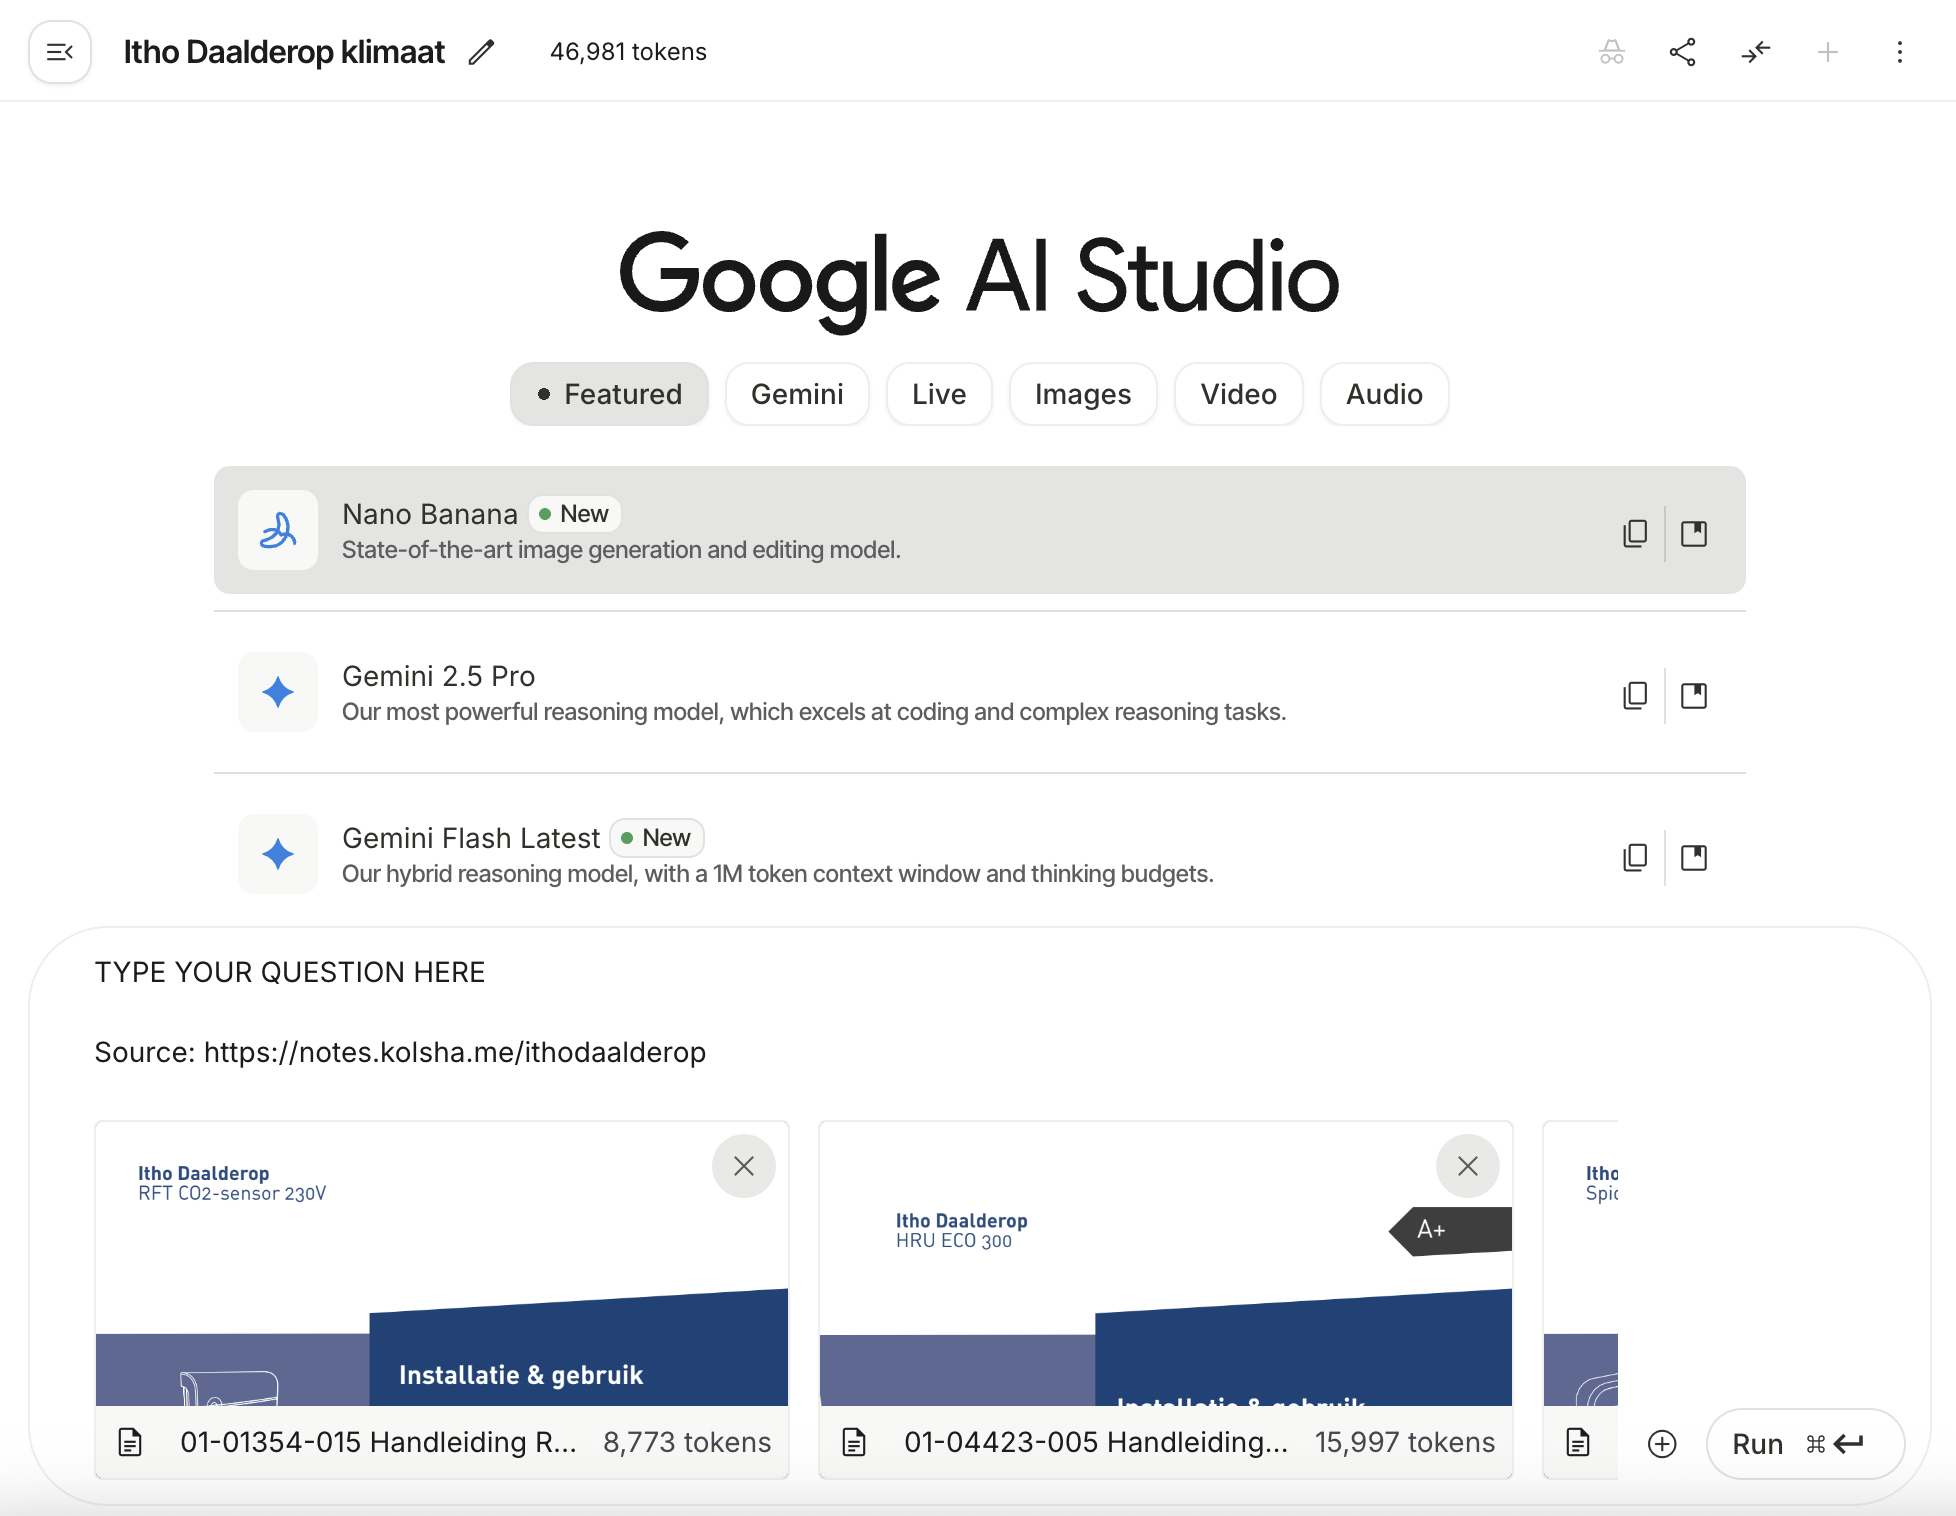 Itho Daalderop klimaat
46,981 tokens
Google AI Studio
Featured
Gemini
Live
Images
Video
Audio
Nano Banana
New
State-of-the-art image generation and editing model.
Gemini 2.5 Pro
Our most powerful reasoning model, which excels at coding and complex reasoning tasks.
Gemini Flash Latest
New
Our hybrid reasoning model, with a 1M token context window and thinking budgets.
TYPE YOUR QUESTION HERE
Source: https://notes.kolsha.me/ithodaalderop
Itho Daalderop
RFT CO2-sensor 230V
Installatie & gebruik
01-01354-015 Handleiding R...
8,773 tokens
Itho Daalderop
HRU ECO 300
A+
Installatie & gebruik
01-04423-005 Handleiding...
15,997 tokens
Itho
Spic
Run ⌘